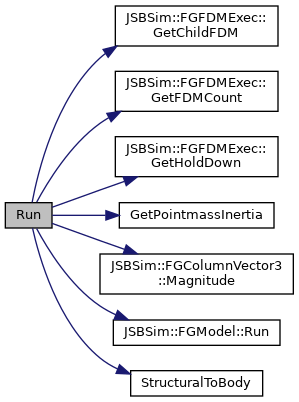 JSBSim::FGFDMExec::
GetChildFDM
JSBSim::FGFDMExec::
GetFDMCount
JSBSim::FGFDMExec::
GetHoldDown
Run
GetPointmassInertia
JSBSim::FGColumnVector3
::Magnitude
JSBSim::FGModel::Run
StructuralToBody